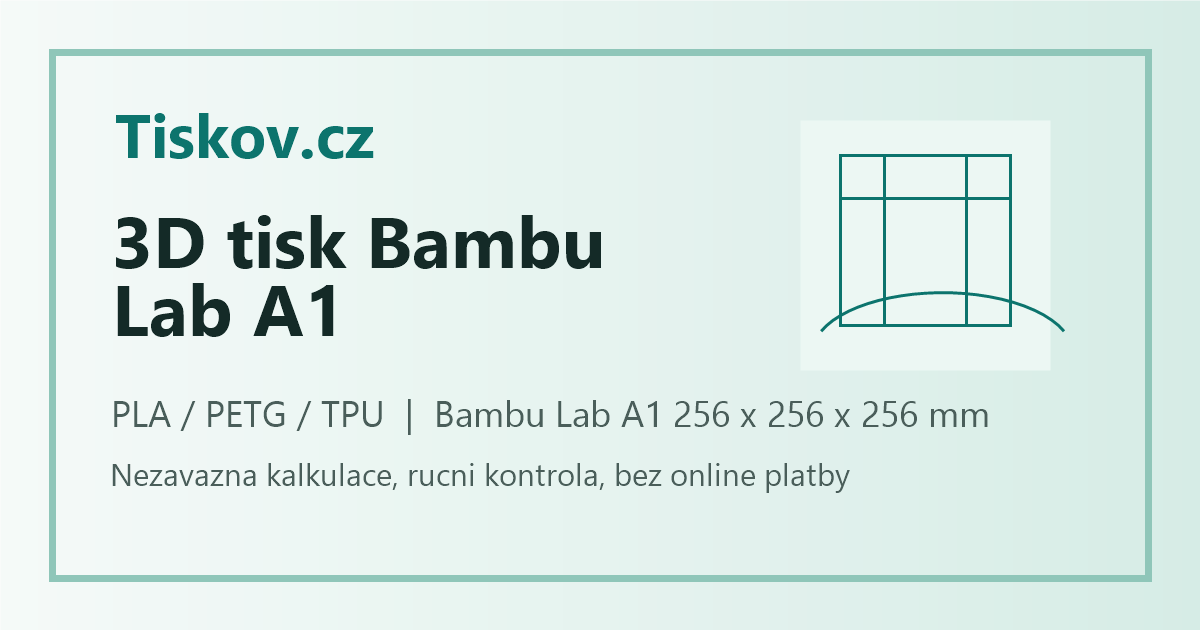 Tiskov.cz
3D tisk Bambu
Lab A1
PLA / PETG / TPU | Bambu Lab A1 256 x 256 x 256 mm
Nezavazna kalkulace, rucni kontrola, bez online platby